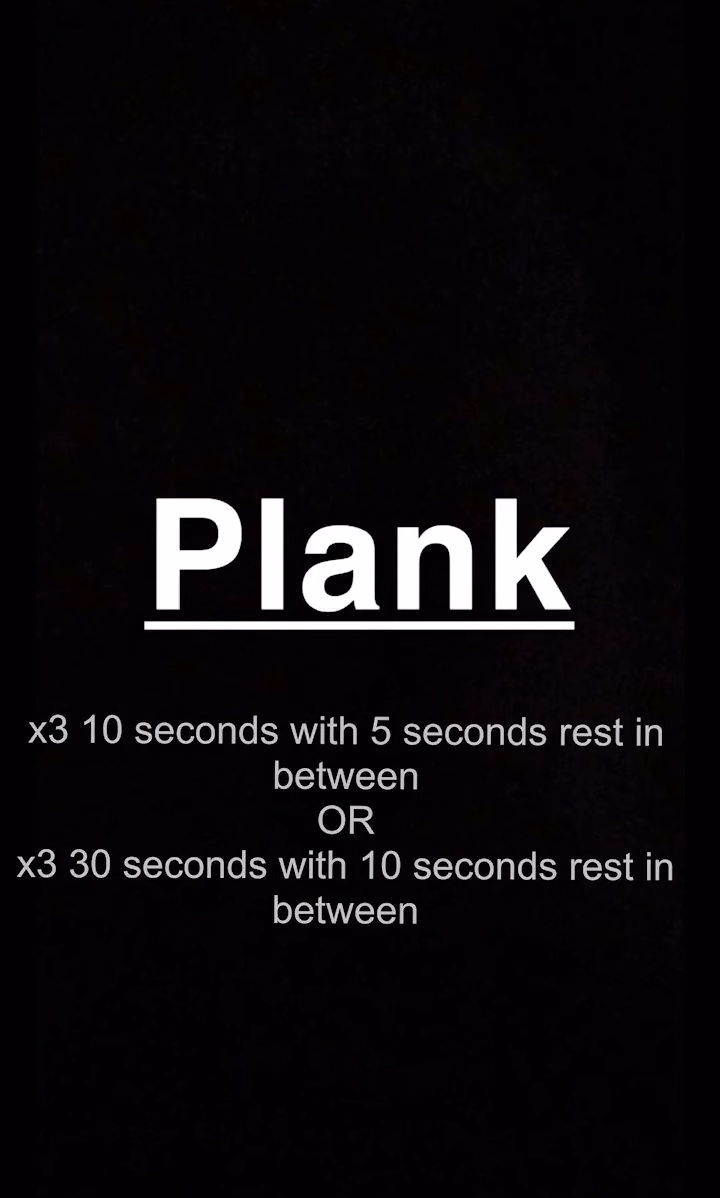 Plank
x3 10 seconds with 5 seconds rest in
between
OR
x3 30 seconds with 10 seconds rest in
between